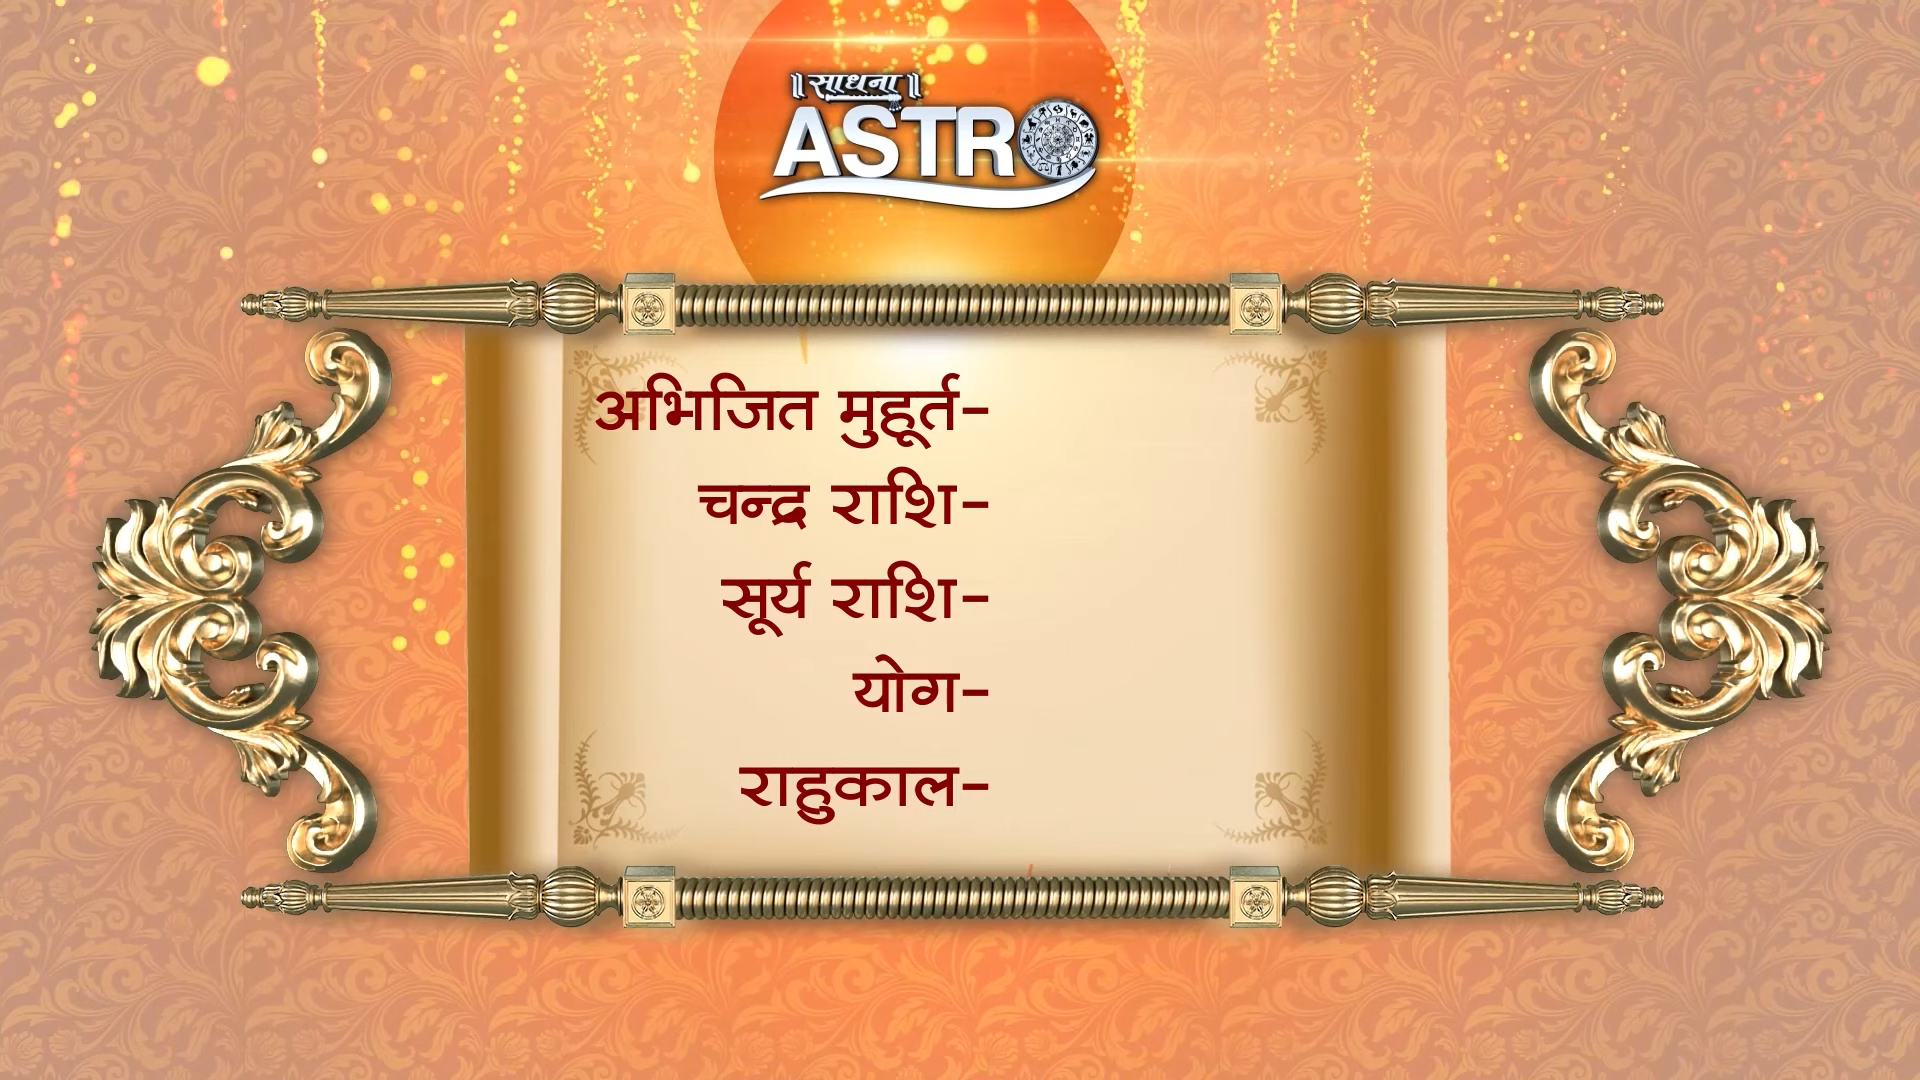 ॥ साधना ॥
ASTRO
अभिजित मुहूर्त-
चन्द्र राशि-
सूर्य राशि-
योग-
राहुकाल-